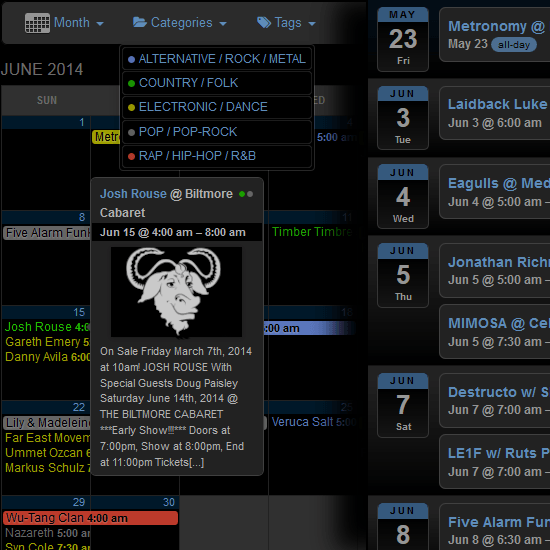 Month
Categories
Tags
ALTERNATIVE / ROCK / METAL
COUNTRY / FOLK
ELECTRONIC / DANCE
POP / POP-ROCK
RAP / HIP-HOP / R&B
JUNE 2014
SUN
ED
1
Metro
5:00 am
Josh Rouse @ Biltmore
Cabaret
Jun 15 @ 4:00 am – 8:00 am
On Sale Friday March 7th, 2014
at 10am! JOSH ROUSE With
Special Guests Doug Paisley
Saturday June 14th, 2014 @
THE BILTMORE CABARET
***Early Show *** Doors at
7:00pm, Show at 8:00pm, End
at 11:00pm Tickets[...]
8
11
Five Alarm Funk
Timber Timbre
15
18
Josh Rouse 4:0
:00 am
Gareth Emery 5
Danny Avila 6:00
22
25
Lily & Madeleine
Veruca Salt 5:00
Far East Movem
Ummet Ozcan 6
Markus Schulz 7
29
30
Wu-Tang Clan 4:00 am
Nazareth 5:00 am
Syn Cole 7:30 am
MAY
23
Fri
Metronomy @
May 23 all-day
JUN
3
Tue
Laidback Luke
Jun 3 @ 6:00 am
JUN
4
Wed
Eagulls @ Med
Jun 4 @ 5:00 am –
JUN
5
Thu
Jonathan Richm
Jun 5 @ 5:00 am –
MIMOSA @ Cel
Jun 5 @ 7:30 am –
JUN
7
Sat
Destructo w/ S
Jun 7 @ 7:00 am –
LE1F w/ Ruts P
Jun 7 @ 7:00 am –
JUN
8
Five Alarm Fun
Jun 8 @ 6:30 am –